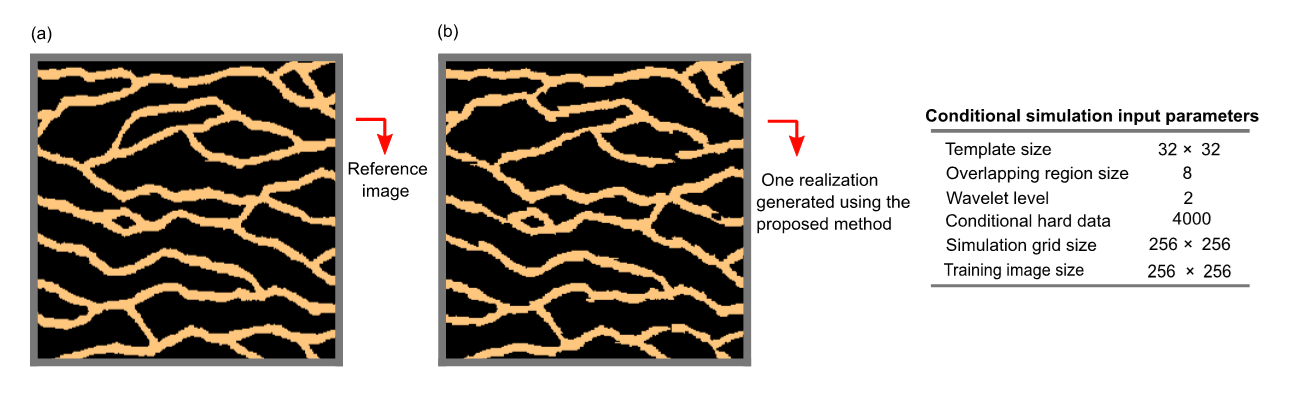 (a)
Reference
image
(b)
One realization
generated using the
proposed method
Conditional simulation input parameters
Template size 32 × 32
Overlapping region size 8
Wavelet level 2
Conditional hard data 4000
Simulation grid size 256 × 256
Training image size 256 × 256